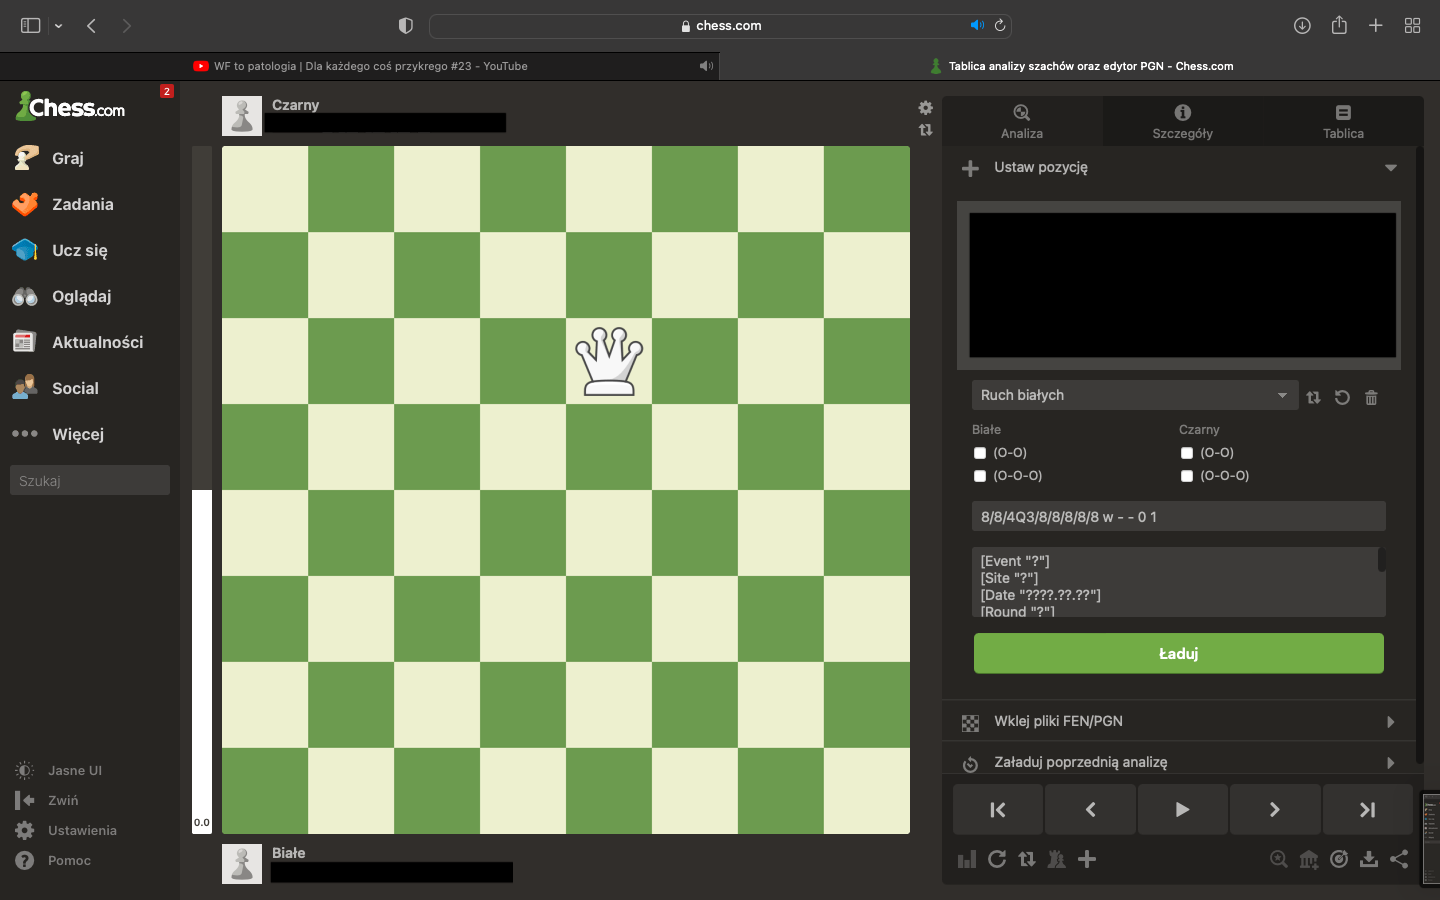 chess.com
WF to patologia | Dla każdego coś przykrego #23 - YouTube
Tablica analizy szachów oraz edytor PGN - Chess.com
Chess.com
2
Graj
Zadania
Ucz się
Oglądaj
Aktualności
Social
Więcej
Szukaj
Jasne UI
Zwiń
Ustawienia
Pomoc
Czarny
0.0
Białe
Analiza
Szczegóły
Tablica
Ustaw pozycję
Ruch białych
Białe
Czarny
(O-O)
(O-O)
(O-O-O)
(O-O-O)
8/8/4Q3/8/8/8/8/8 w - - 0 1
[Event "?"]
[Site "?"]
[Date "????.??.??"]
[Round "?"]
Ładuj
Wklej pliki FEN/PGN
Załaduj poprzednią analizę